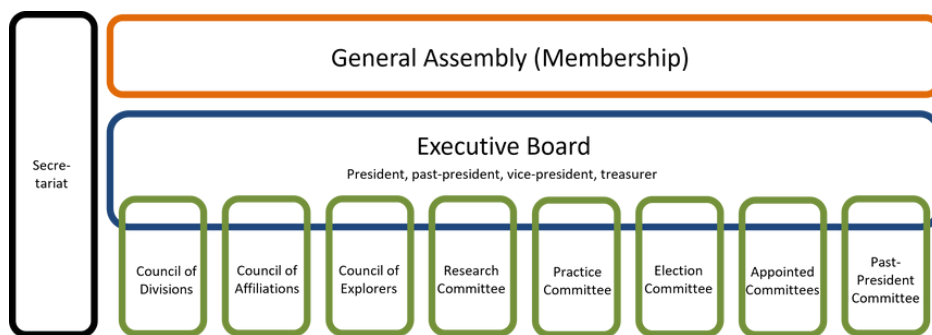 General Assembly (Membership)
Executive Board
President, past-president, vice-president, treasurer
Secre-
tariat
Council of
Divisions
Council of
Affiliations
Council of
Explorers
Research
Committee
Practice
Committee
Election
Committee
Appointed
Committees
Past-
President
Committee